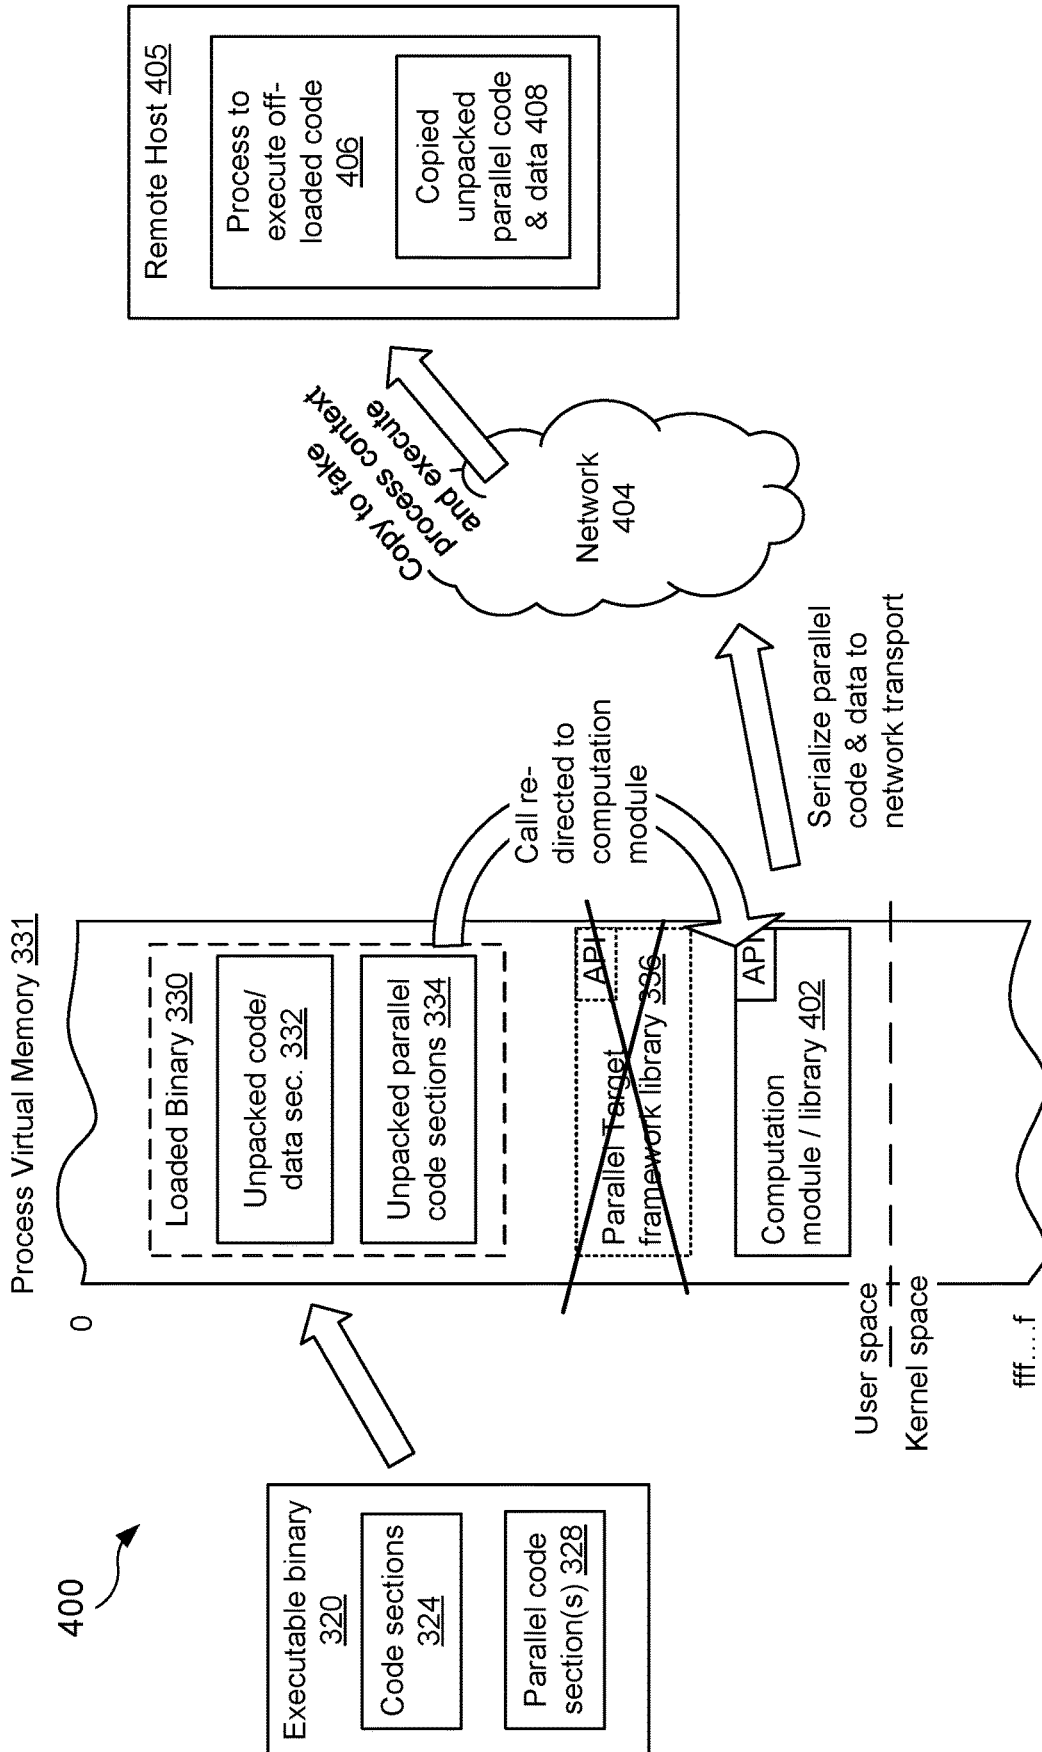 400
Executable binary
320
Code sections
324
Parallel code
section(s) 328
Process Virtual Memory 331
0
Loaded Binary 330
Unpacked code/
data sec. 332
Unpacked parallel
code sections 334
Parallel Target
framework library 336
API
Computation
module / library 402
API
User space
Kernel space
fff....f
Call re-
directed to
computation
module
Serialize parallel
code & data to
network transport
Network
404
Copy to fake
process context
and execute
Remote Host 405
Process to
execute off-
loaded code
406
Copied
unpacked
parallel code
& data 408